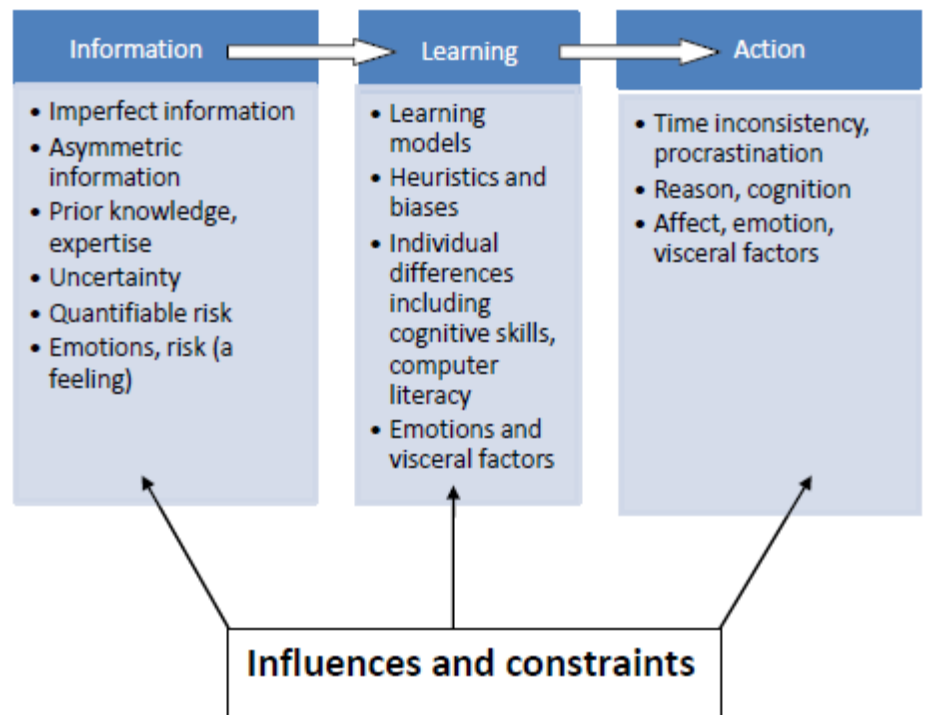 Information
Learning
Action
• Imperfect information
• Asymmetric
information
• Prior knowledge,
expertise
• Uncertainty
• Quantifiable risk
• Emotions, risk (a
feeling)
• Learning
models
• Heuristics and
biases
• Individual
differences
including
cognitive skills,
computer
literacy
• Emotions and
visceral factors
• Time inconsistency,
procrastination
• Reason, cognition
• Affect, emotion,
visceral factors
Influences and constraints